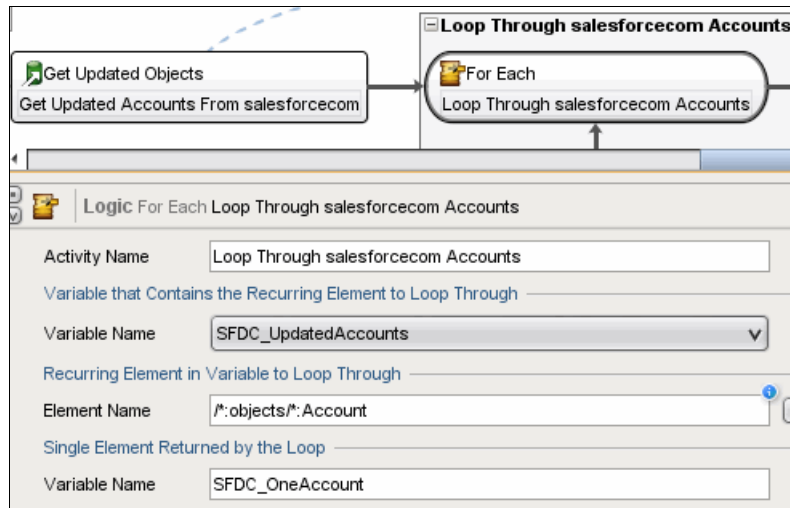 Loop Through salesforcecom Accounts
Get Updated Objects
Get Updated Accounts From salesforcecom
For Each
Loop Through salesforcecom Accounts
Logic For Each Loop Through salesforcecom Accounts
Activity Name
Loop Through salesforcecom Accounts
Variable that Contains the Recurring Element to Loop Through
Variable Name
SFDC_UpdatedAccounts
Recurring Element in Variable to Loop Through
Element Name
/*:objects/*:Account
Single Element Returned by the Loop
Variable Name
SFDC_OneAccount